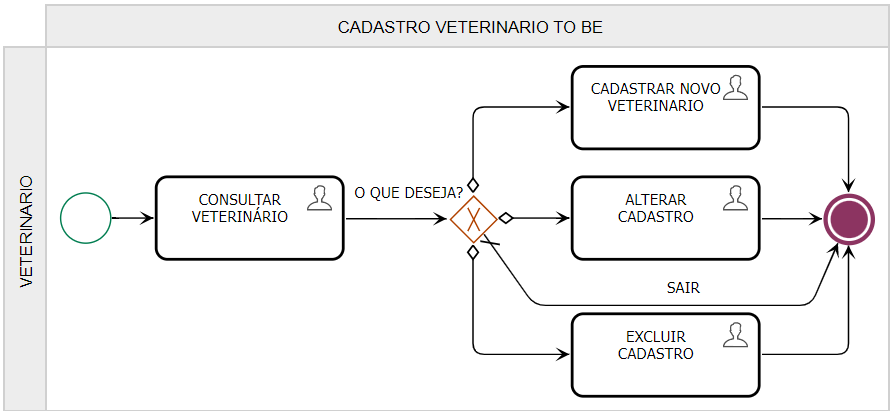 CADASTRO VETERINARIO TO BE
VETERINARIO
CONSULTAR
VETERINÁRIO
O QUE DESEJA?
X
CADASTRAR NOVO
VETERINARIO
ALTERAR
CADASTRO
SAIR
EXCLUIR
CADASTRO